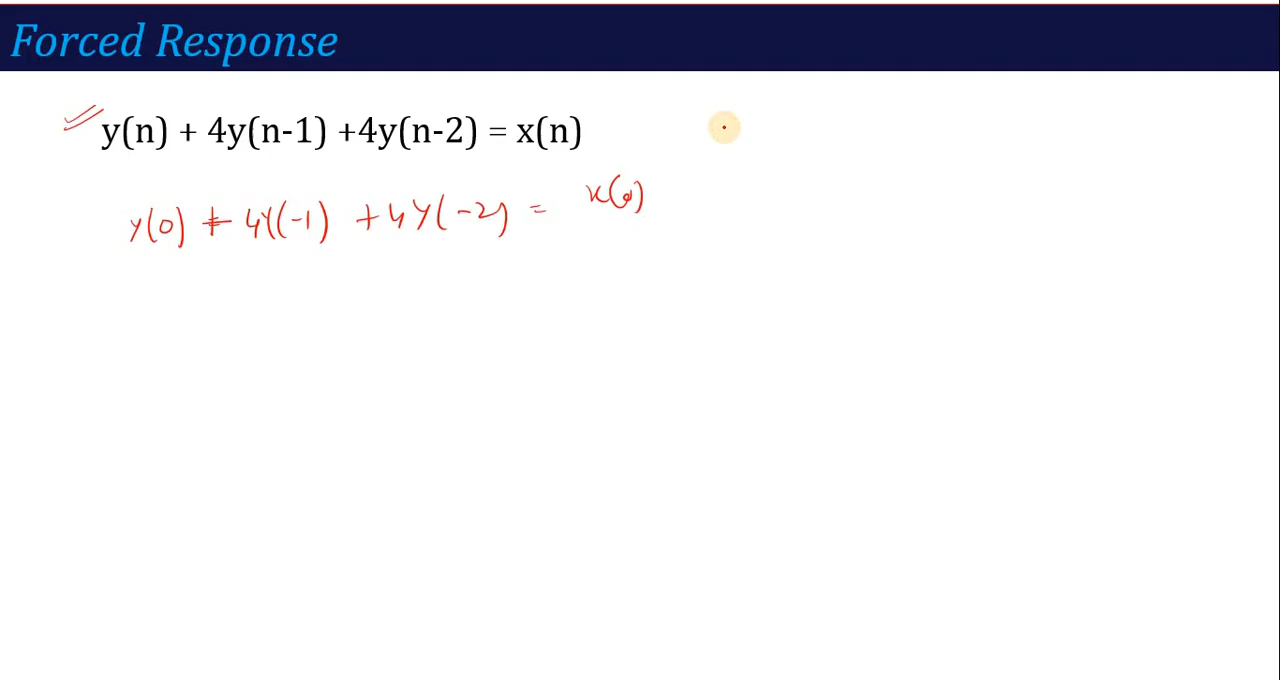 Forced Response
y(n) + 4y(n-1) +4y(n-2) = x(n)
y(0) + 4y(-1) + 4y(-2) = x(0)